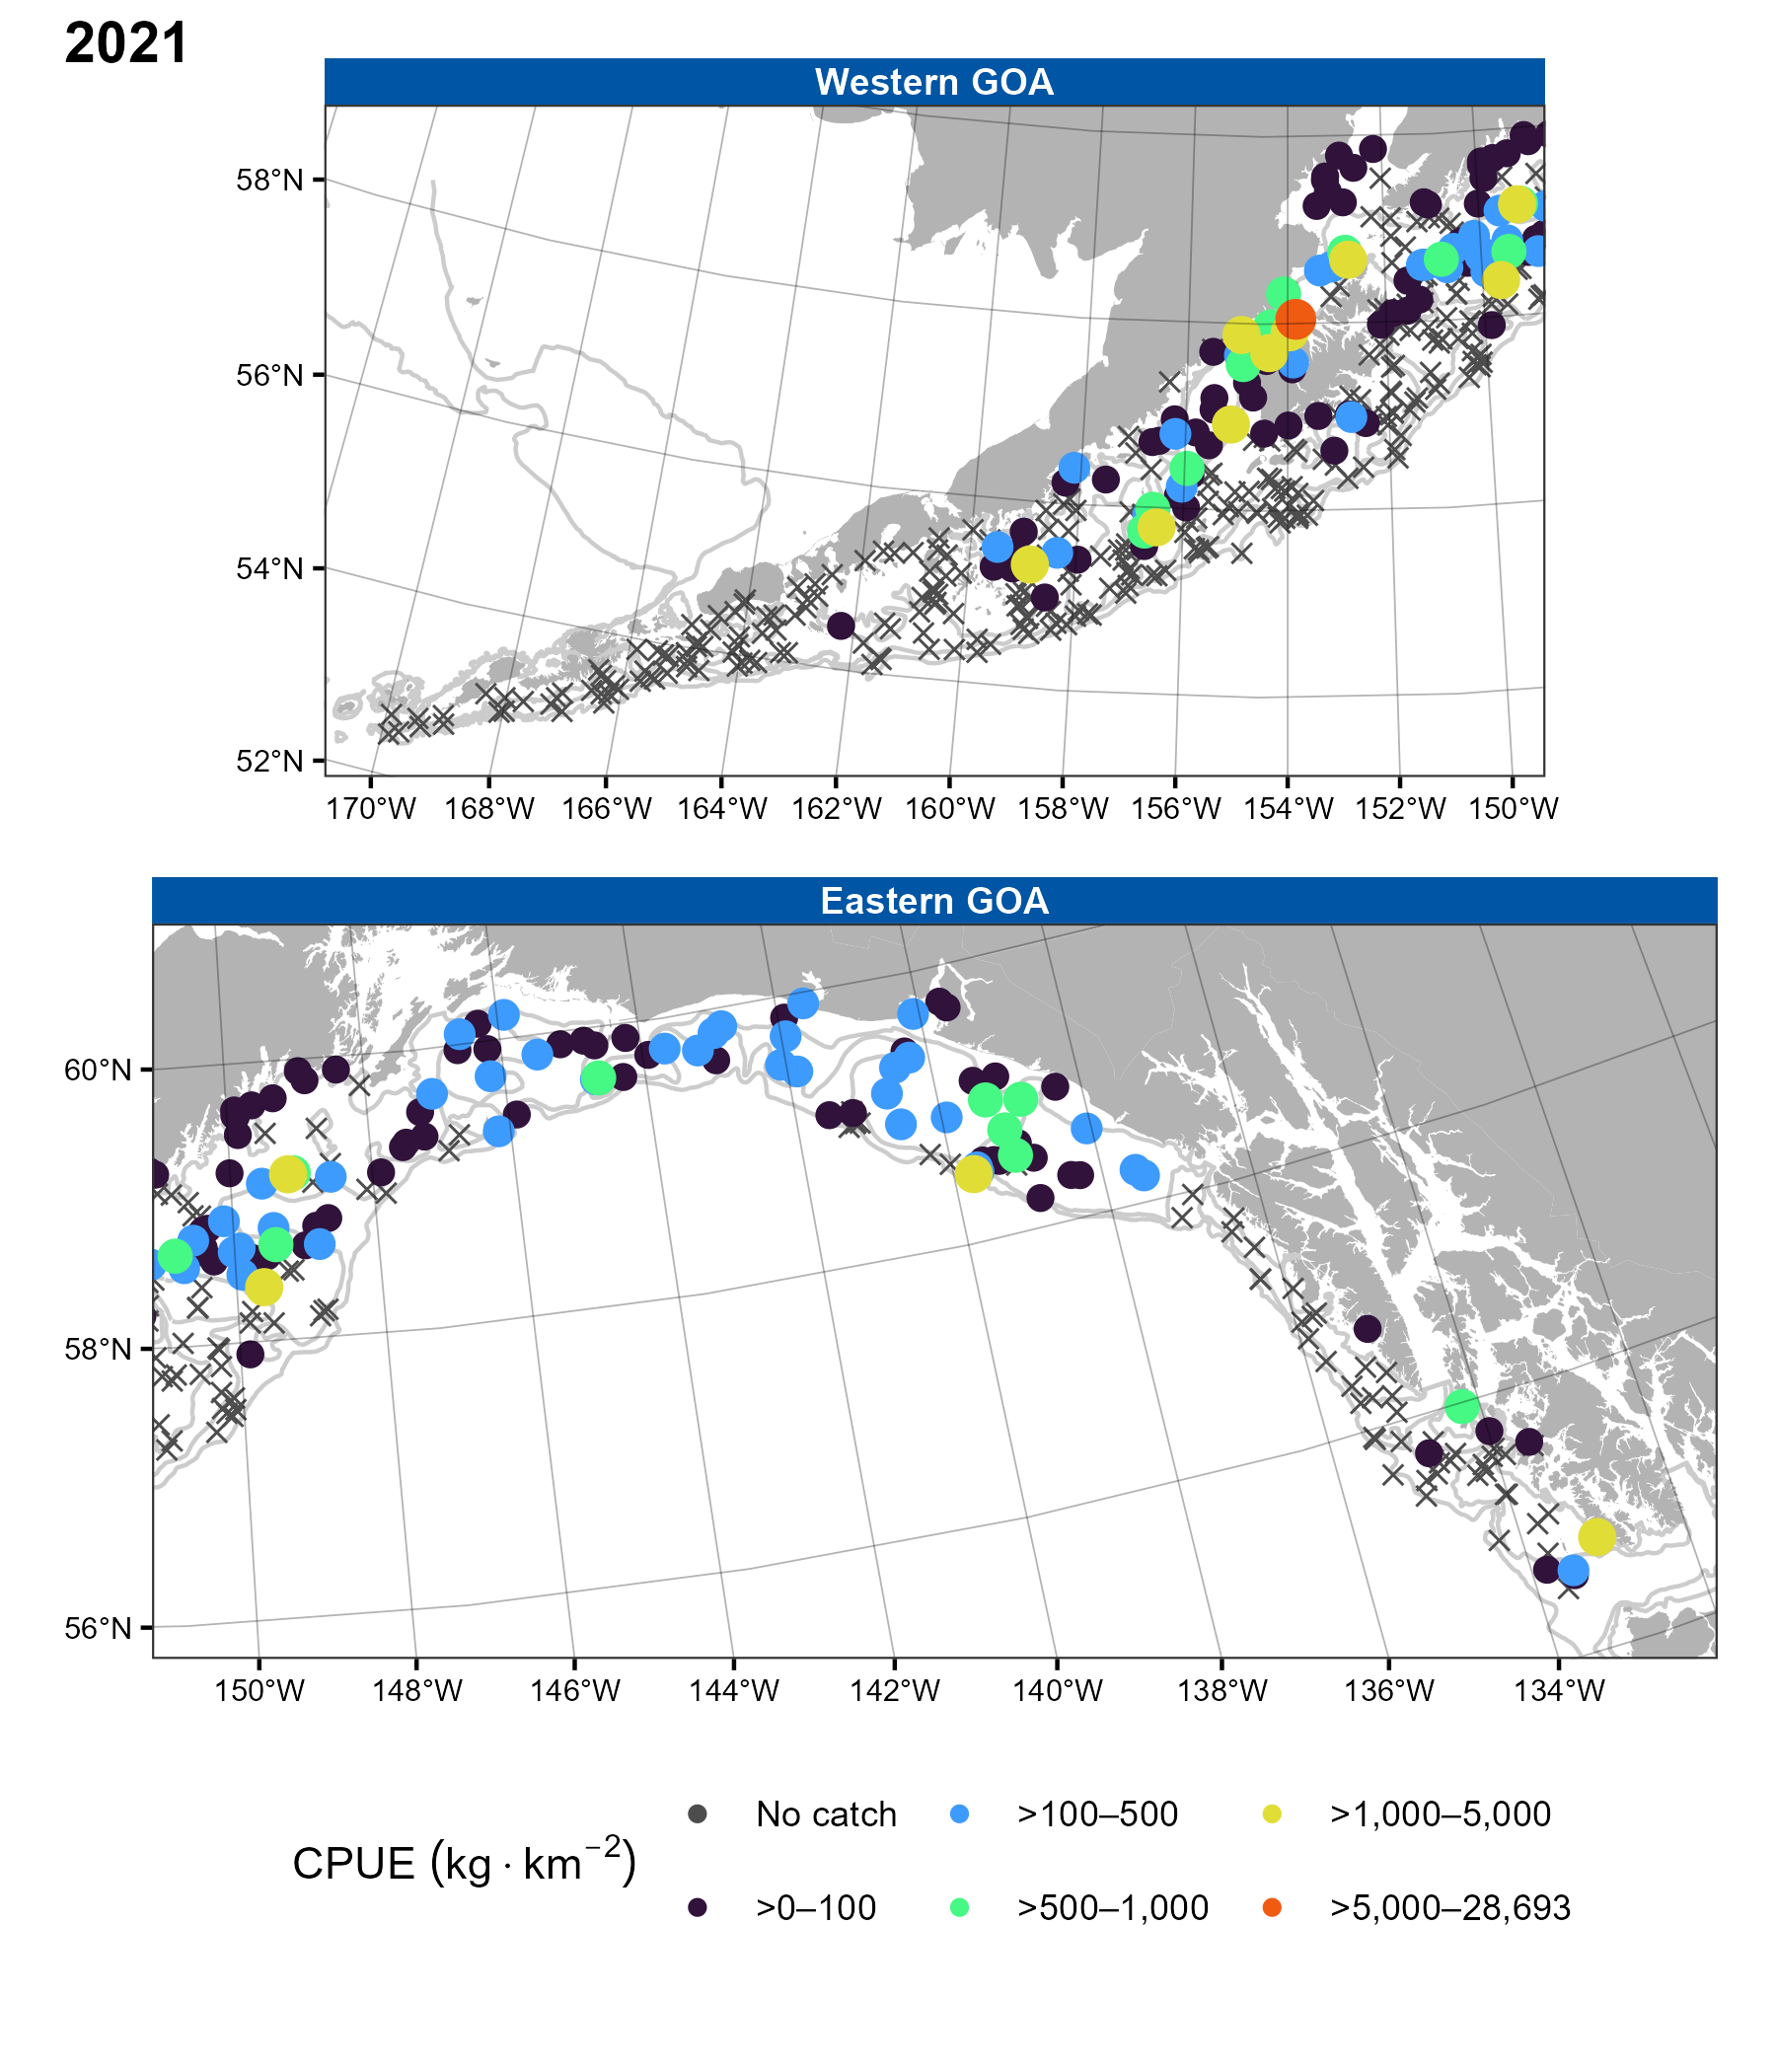 2021
Western GOA
58°N
56°N
54°N
52°N
170°W 168°W 166°W 164°W 162°W 160°W 158°W 156°W 154°W 152°W 150°W
Eastern GOA
60°N
58°N
56°N
150°W 148°W 146°W 144°W 142°W 140°W 138°W 136°W 134°W
CPUE (kg · km⁻²)
No catch >100–500 >1,000–5,000
>0–100 >500–1,000 >5,000–28,693